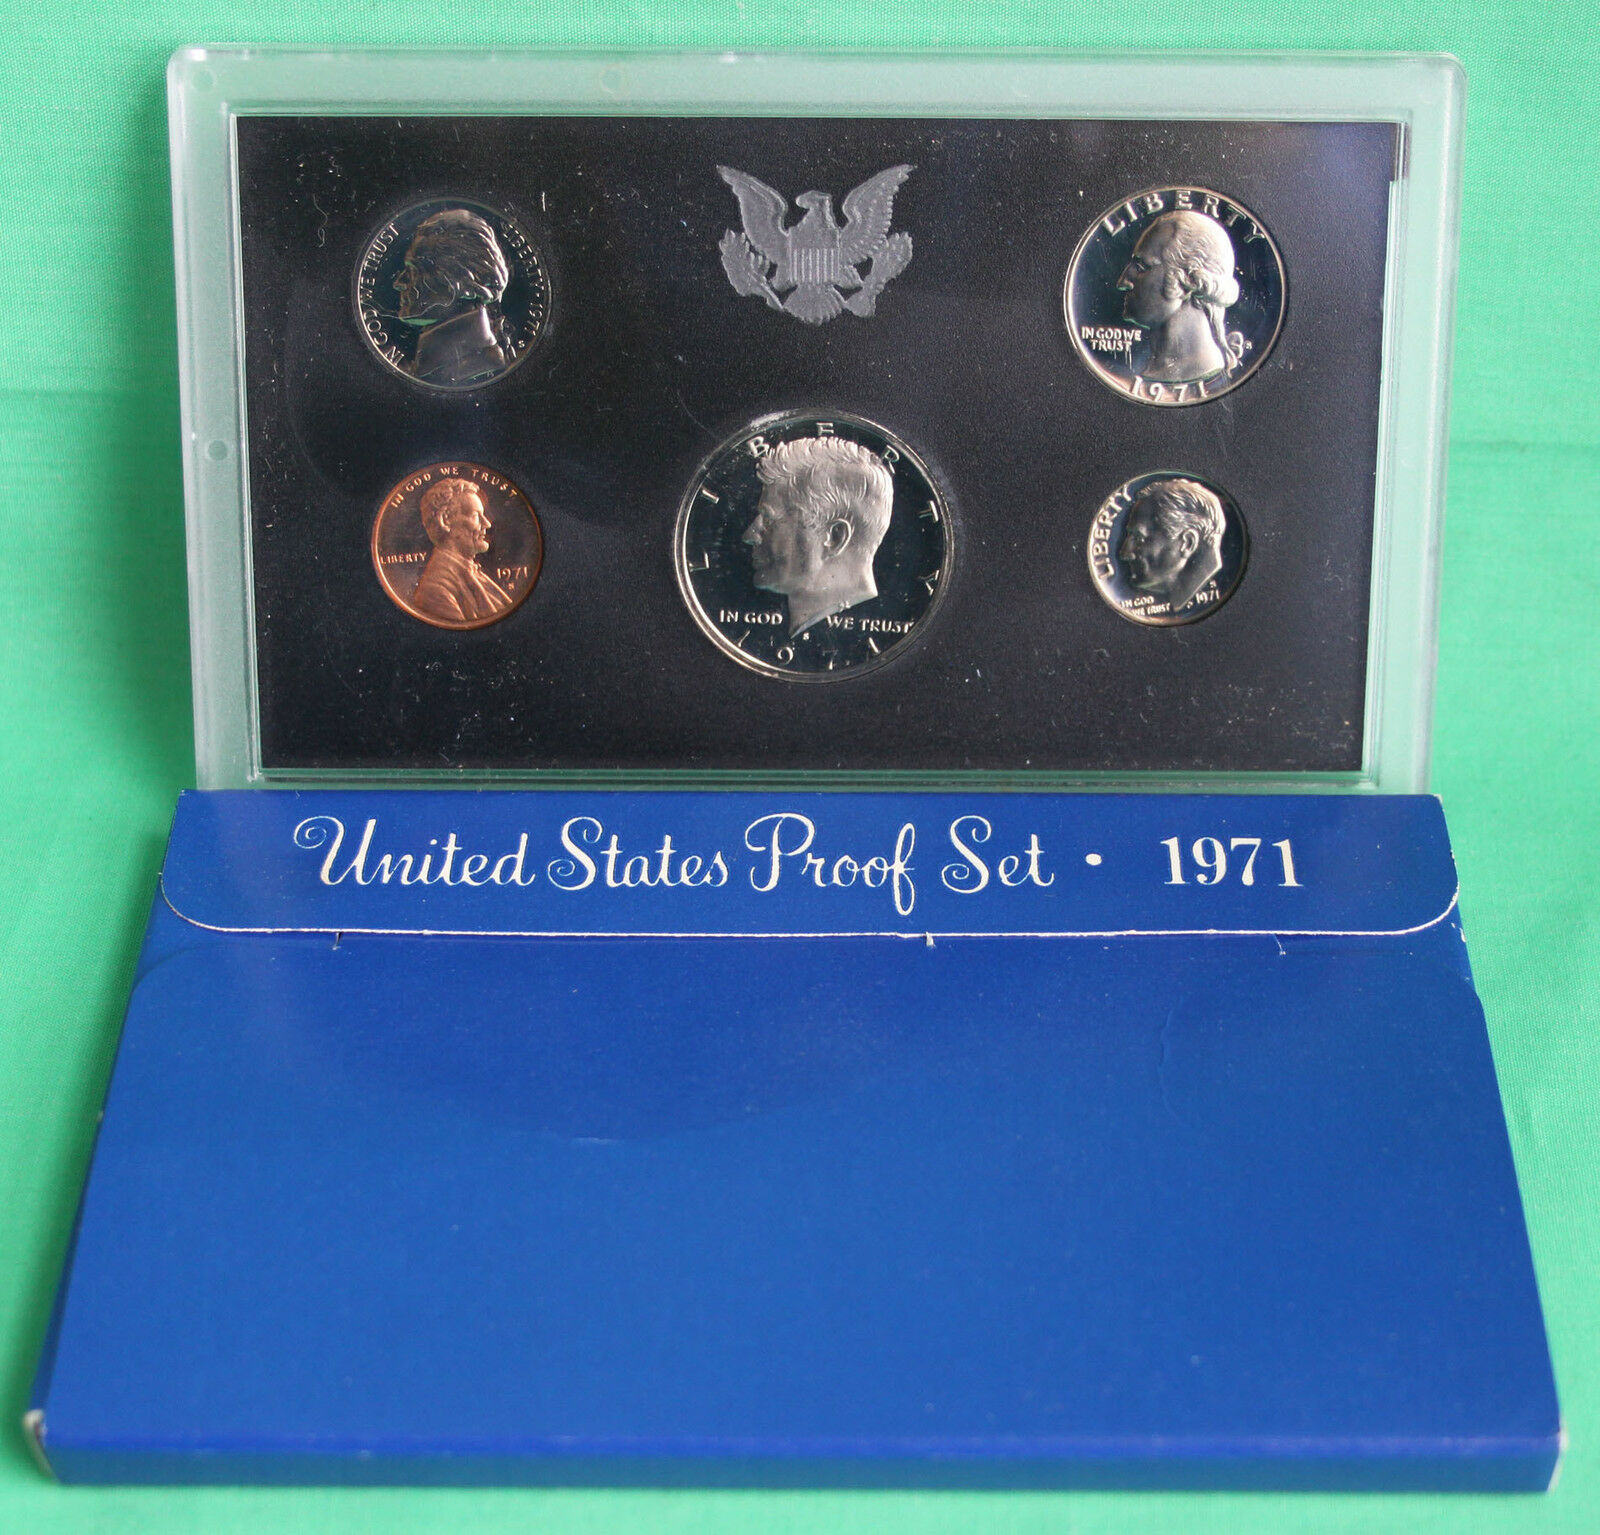 IN GOD WE TRUST
LIBERTY · 1971
S
LIBERTY
IN GOD WE
TRUST
S
1971
IN GOD WE TRUST
LIBERTY
1971
S
LIBERTY
IN GOD WE TRUST
S
1971
LIBERTY
IN GOD
WE TRUST
S
1971
United States Proof Set · 1971